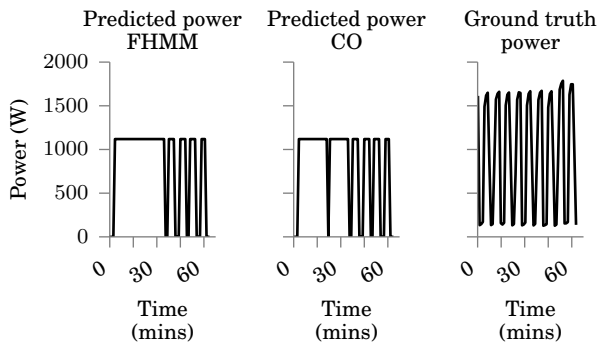 Predicted power
FHMM
Predicted power
CO
Ground truth
power
Power (W)
2000
1500
1000
500
0
0
30
60
0
30
60
0
30
60
Time
(mins)
Time
(mins)
Time
(mins)